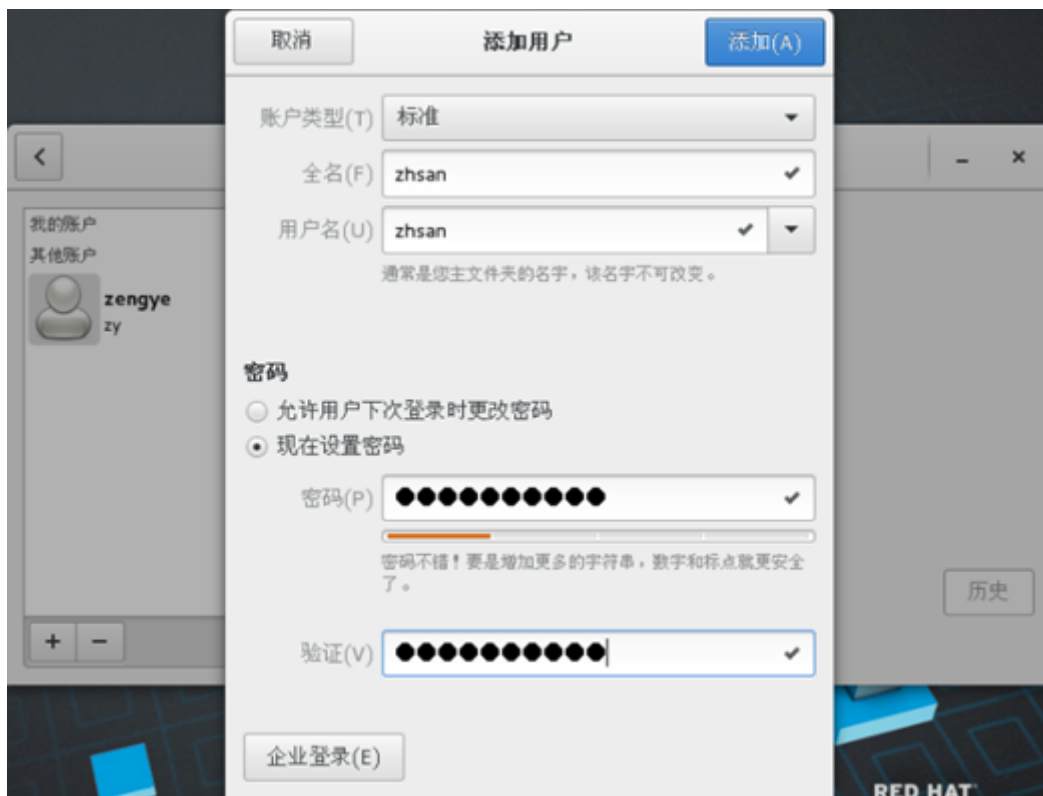 取消
添加用户
添加(A)
账户类型(T)
标准
全名(F)
zhsan
用户名(U)
zhsan
通常是您主文件夹的名字，该名字不可改变。
我的账户
其他账户
zengye
zy
密码
允许用户下次登录时更改密码
现在设置密码
密码(P)
密码不错！要是增加更多的字符串，数字和标点就更安全
了。
验证(V)
历史
企业登录(E)
RED HAT